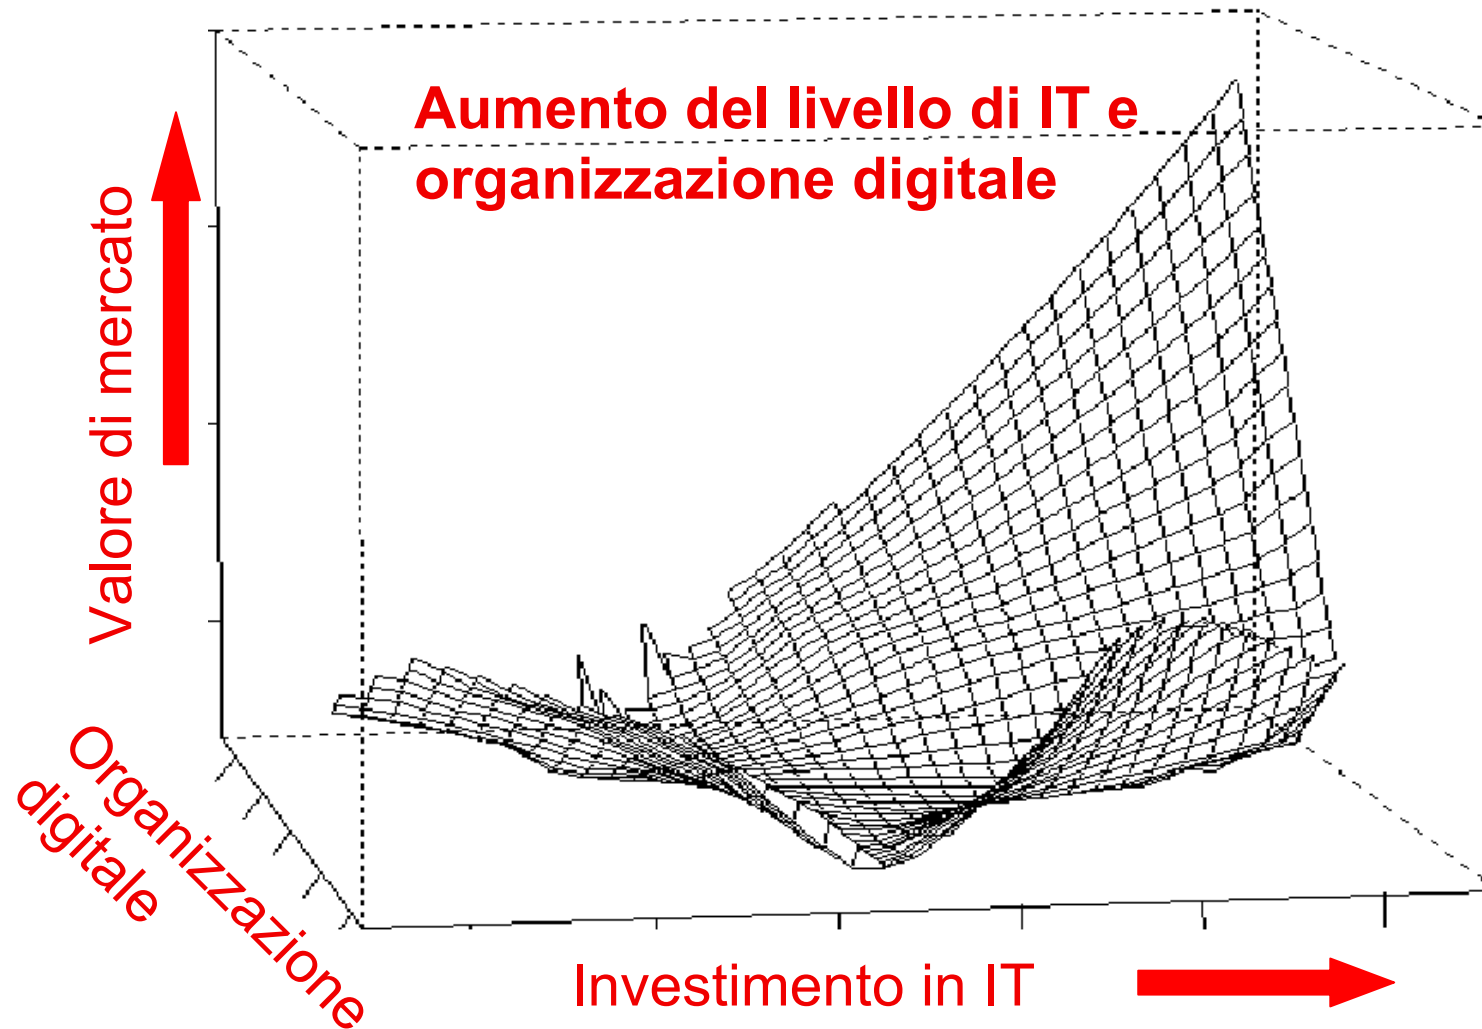 Aumento del livello di IT e
organizzazione digitale
Valore di mercato
Organizzazione
digitale
Investimento in IT